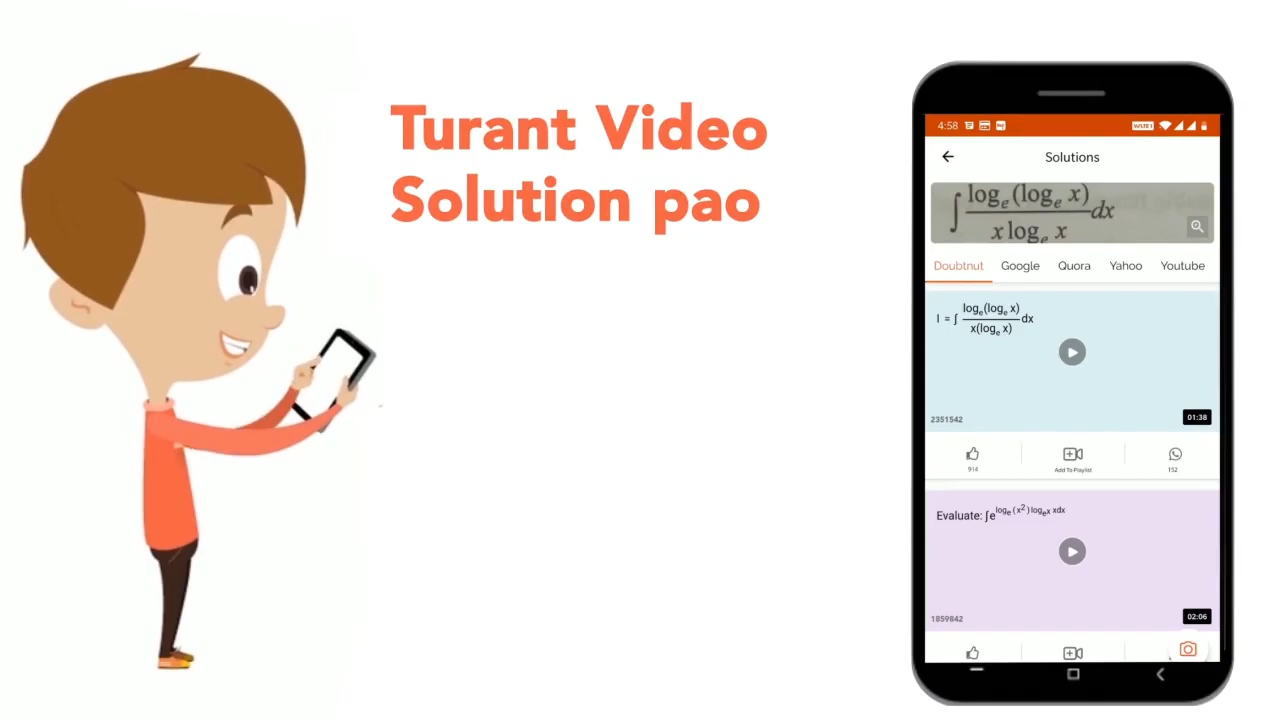 Turant Video
Solution pao
4:58
Solutions
∫ logₑ(logₑ x) / x logₑ x dx
Doubtnut Google Quora Yahoo Youtube
I = ∫ logₑ(logₑ x) / x(logₑ x) dx
2351542 01:38
914 Add To Playlist 152
Evaluate: ∫e^logₑ(x²)logₑx xdx
1859842 02:06